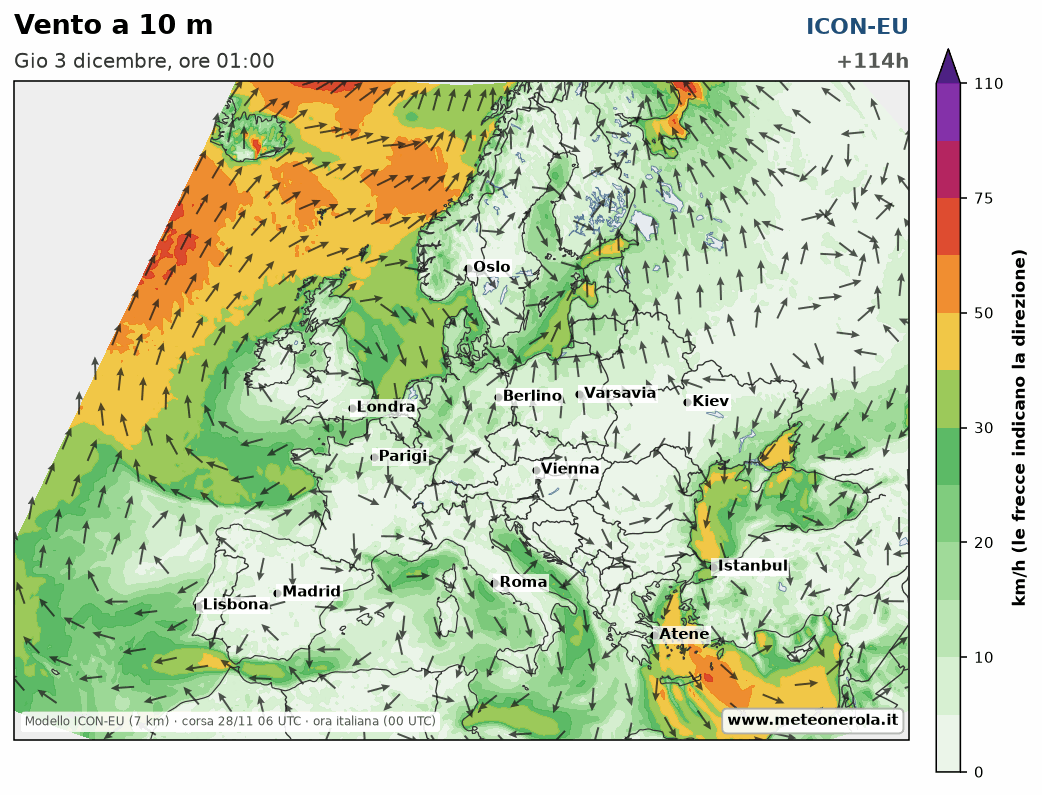 Vento a 10 m
ICON-EU
Gio 3 dicembre, ore 01:00
+114h
110
75
50
30
20
10
0
km/h (le frecce indicano la direzione)
Oslo
Londra
Berlino
Varsavia
Kiev
Parigi
Vienna
Istanbul
Roma
Madrid
Lisbona
Atene
Modello ICON-EU (7 km) · corsa 28/11 06 UTC · ora italiana (00 UTC)
www.meteonerola.it